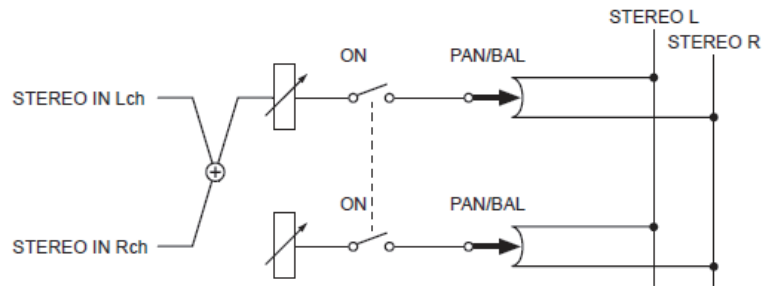 STEREO L
STEREO R
ON
PAN/BAL
STEREO IN Lch
ON
PAN/BAL
STEREO IN Rch